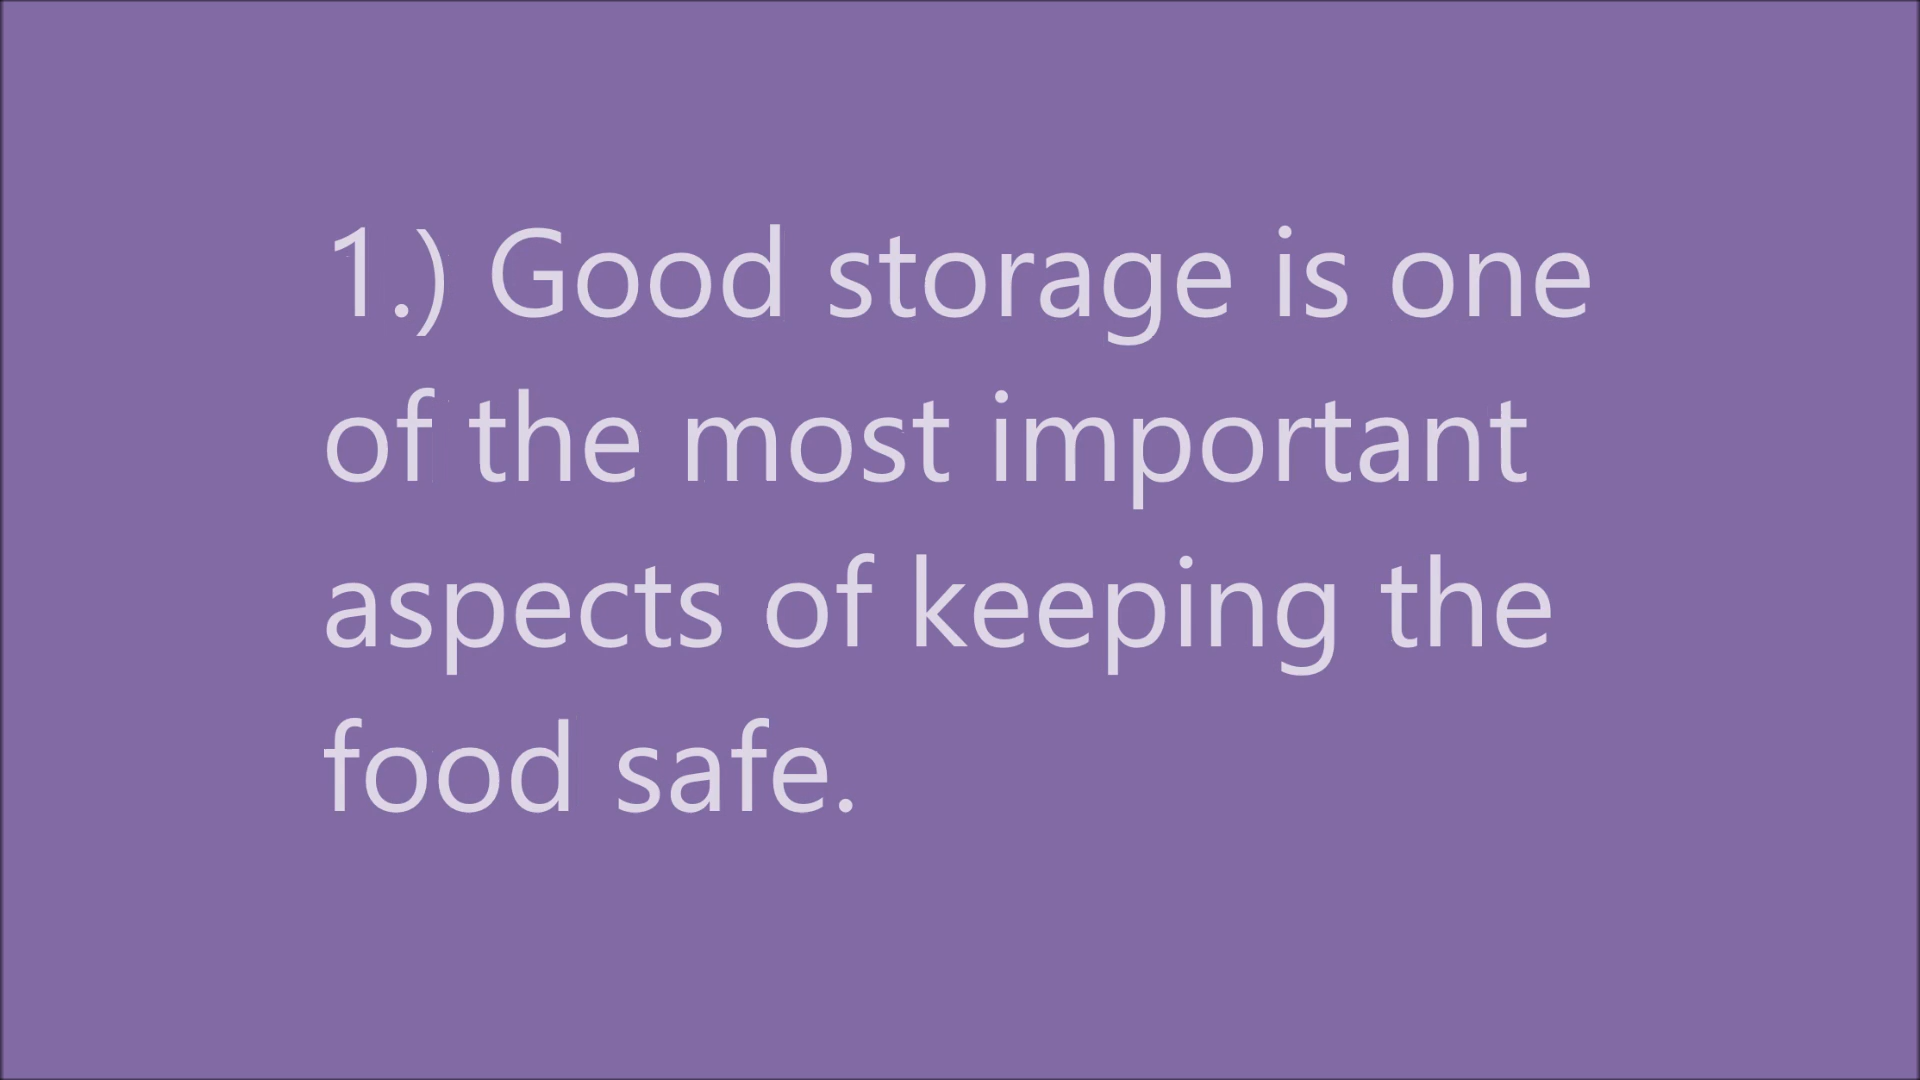 1.) Good storage is one
of the most important
aspects of keeping the
food safe.